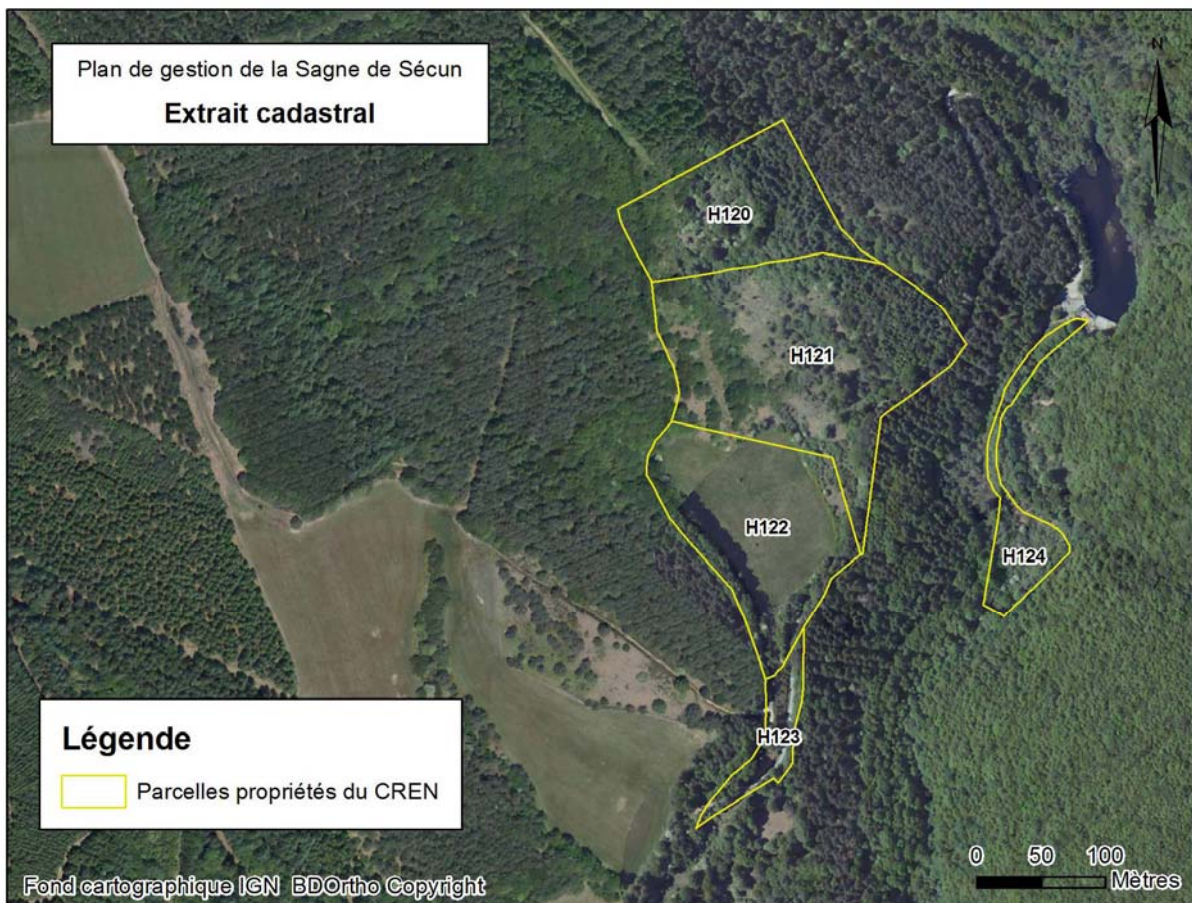 Plan de gestion de la Sagne de Sécun
Extrait cadastral
N
H120
H121
H122
H124
H123
Légende
Parcelles propriétés du CREN
0 50 100
Mètres
Fond cartographique IGN BDOrtho Copyright